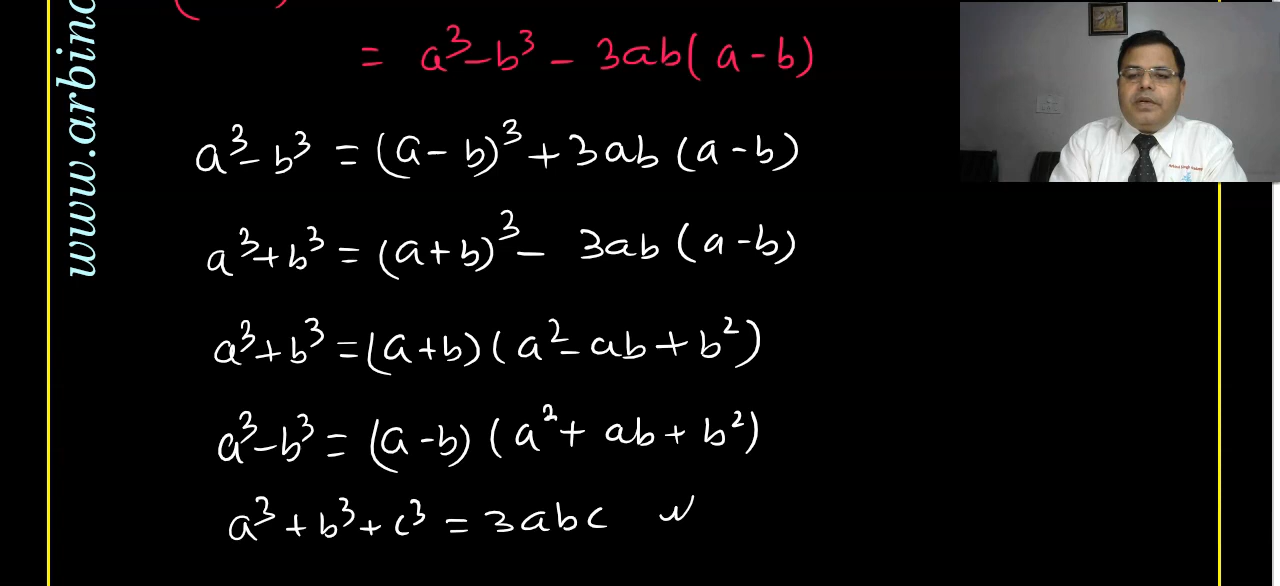 = a³-b³ - 3ab(a-b)
a³-b³ = (a-b)³+3ab(a-b)
a³+b³ = (a+b)³- 3ab(a-b)
a³+b³ =(a+b)(a²-ab+b²)
a³-b³ = (a-b)(a²+ab+b²)
a³+b³+c³ = 3abc
www.arbind